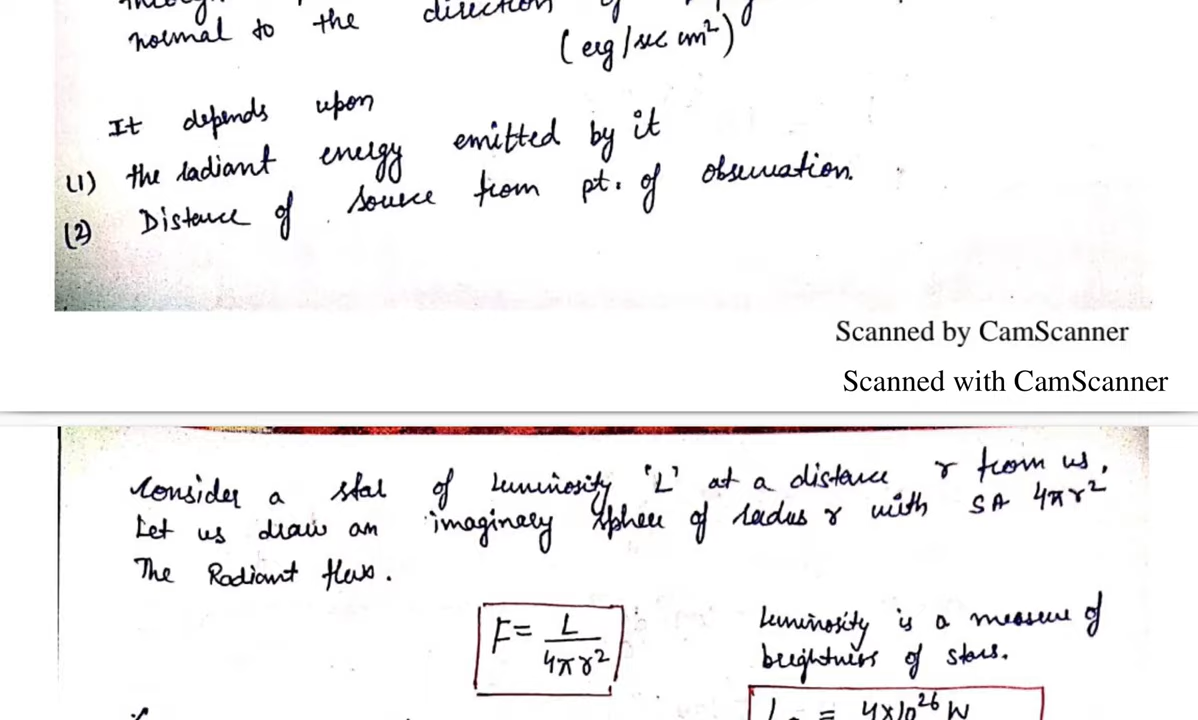 normal to the direction
(erg/sec cm²)
It depends upon
(1) the radiant energy emitted by it
(2) Distance of source from pt. of observation.
Scanned by CamScanner
Scanned with CamScanner
Consider a star of luminosity 'L' at a distance r from us.
Let us draw an imaginary sphere of radus r with SA 4πr²
The Radiant flux.
F = L / 4πr²
Luminosity is a measure of
brightness of stars.
= 4×10²⁶ W